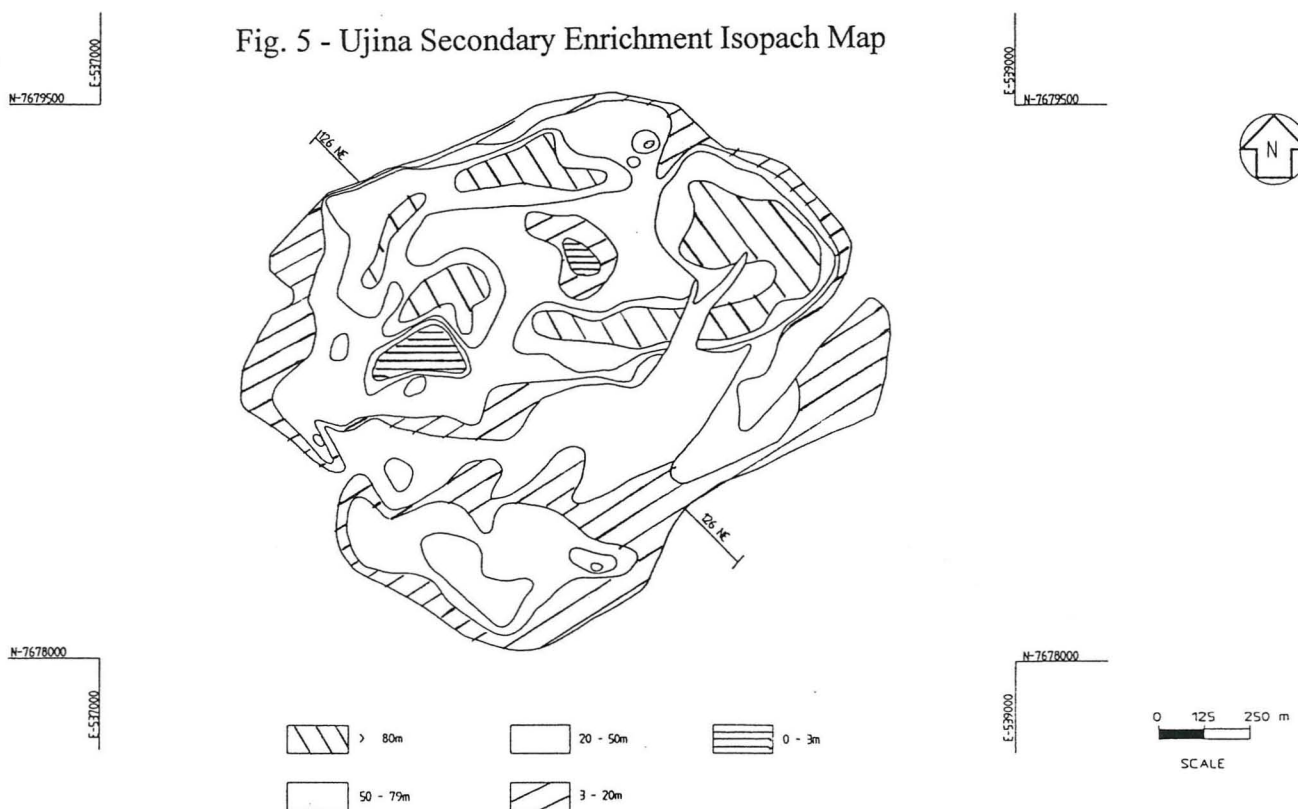 Fig. 5 - Ujina Secondary Enrichment Isopach Map
E-537000
E-539000
N-7679500
N-7679500
1126 NE
N
126 NE
N-7678000
N-7678000
E-537000
E-539000
> 80m
20 - 50m
0 - 3m
50 - 79m
3 - 20m
0 125 250 m
SCALE